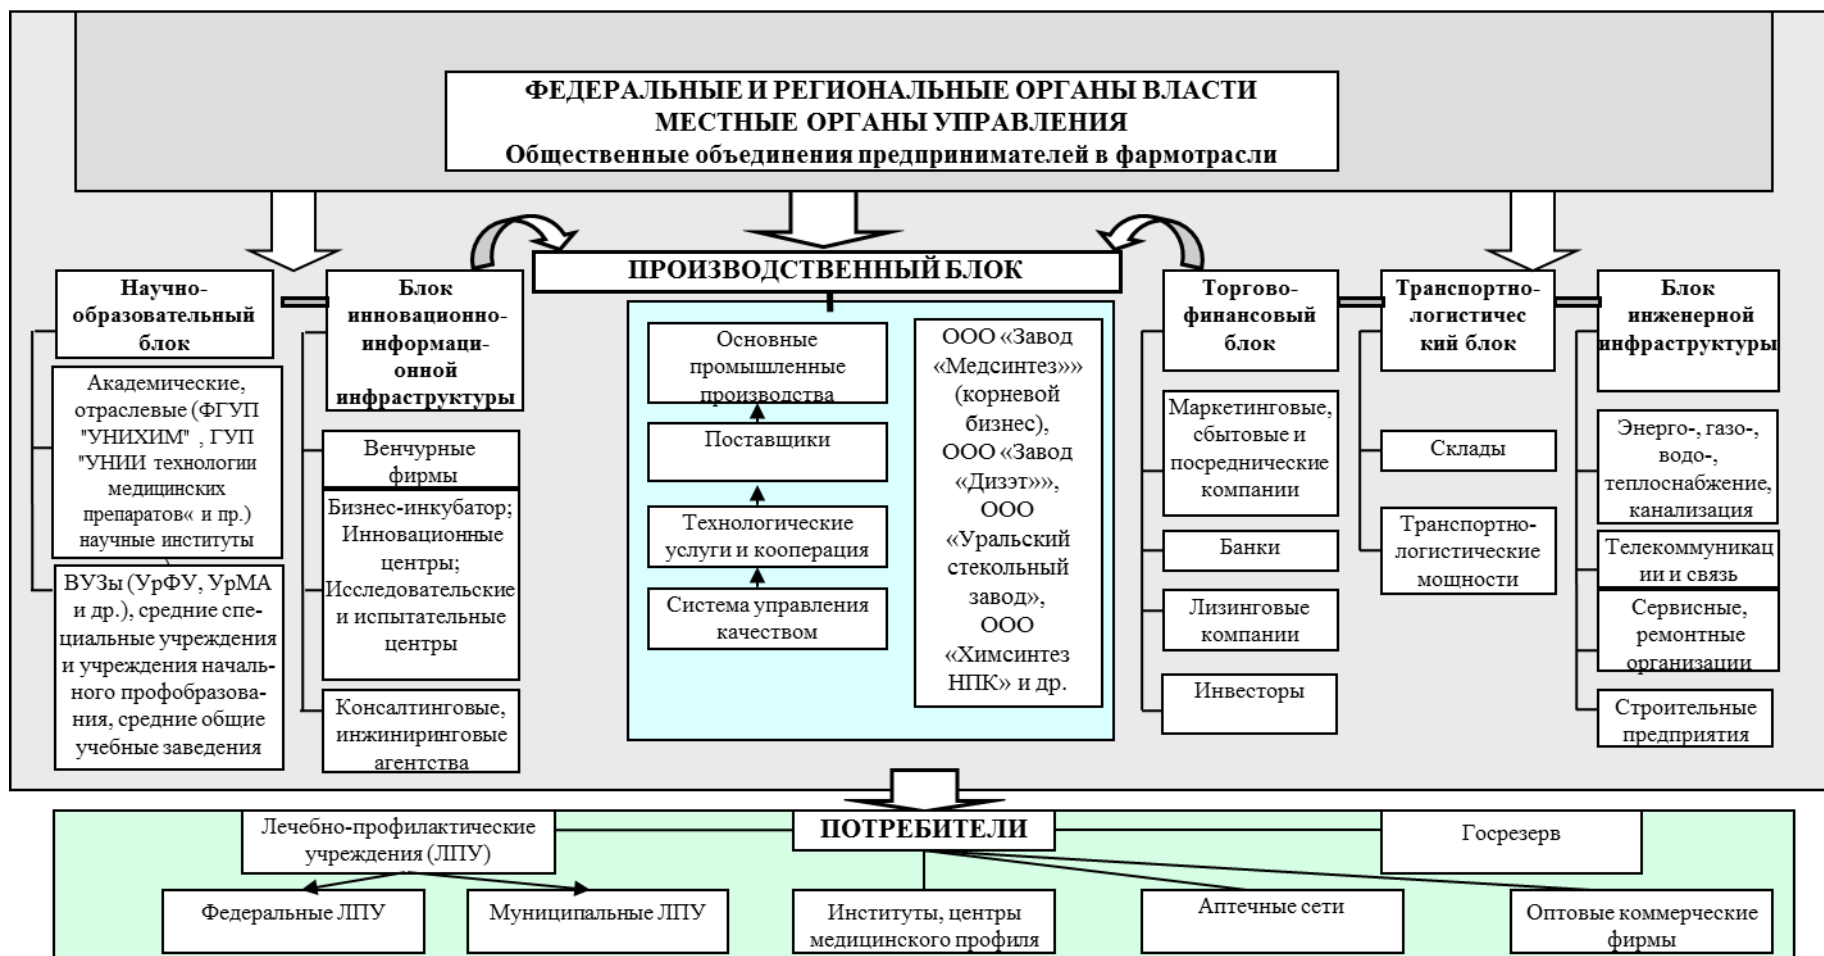 ФЕДЕРАЛЬНЫЕ И РЕГИОНАЛЬНЫЕ ОРГАНЫ ВЛАСТИ
МЕСТНЫЕ ОРГАНЫ УПРАВЛЕНИЯ
Общественные объединения предпринимателей в фармотрасли
Научно-
образовательный
блок
Академические,
отраслевые (ФГУП
"УНИХИМ" , ГУП
"УНИИ технологии
медицинских
препаратов« и пр.)
научные институты
ВУЗы (УрФУ, УрМА
и др.), средние спе-
циальные учреждения
и учреждения началь-
ного профобразова-
ния, средние общие
учебные заведения
Блок
инновационно-
информаци-
онной
инфраструктуры
Венчурные
фирмы
Бизнес-инкубатор;
Инновационные
центры;
Исследовательские
и испытательные
центры
Консалтинговые,
инжиниринговые
агентства
ПРОИЗВОДСТВЕННЫЙ БЛОК
Основные
промышленные
производства
Поставщики
Технологические
услуги и кооперация
Система управления
качеством
ООО «Завод
«Медсинтез»»
(корневой
бизнес),
ООО «Завод
«Дизэт»»,
ООО
«Уральский
стекольный
завод»,
ООО
«Химсинтез
НПК» и др.
Торгово-
финансовый
блок
Маркетинговые,
сбытовые и
посреднические
компании
Банки
Лизинговые
компании
Инвесторы
Транспортно-
логистичес
кий блок
Склады
Транспортно-
логистические
мощности
Блок
инженерной
инфраструктуры
Энерго-, газо-,
водо-,
теплоснабжение,
канализация
Телекоммуникац
ии и связь
Сервисные,
ремонтные
организации
Строительные
предприятия
Лечебно-профилактические
учреждения (ЛПУ)
ПОТРЕБИТЕЛИ
Госрезерв
Федеральные ЛПУ
Муниципальные ЛПУ
Институты, центры
медицинского профиля
Аптечные сети
Оптовые коммерческие
фирмы